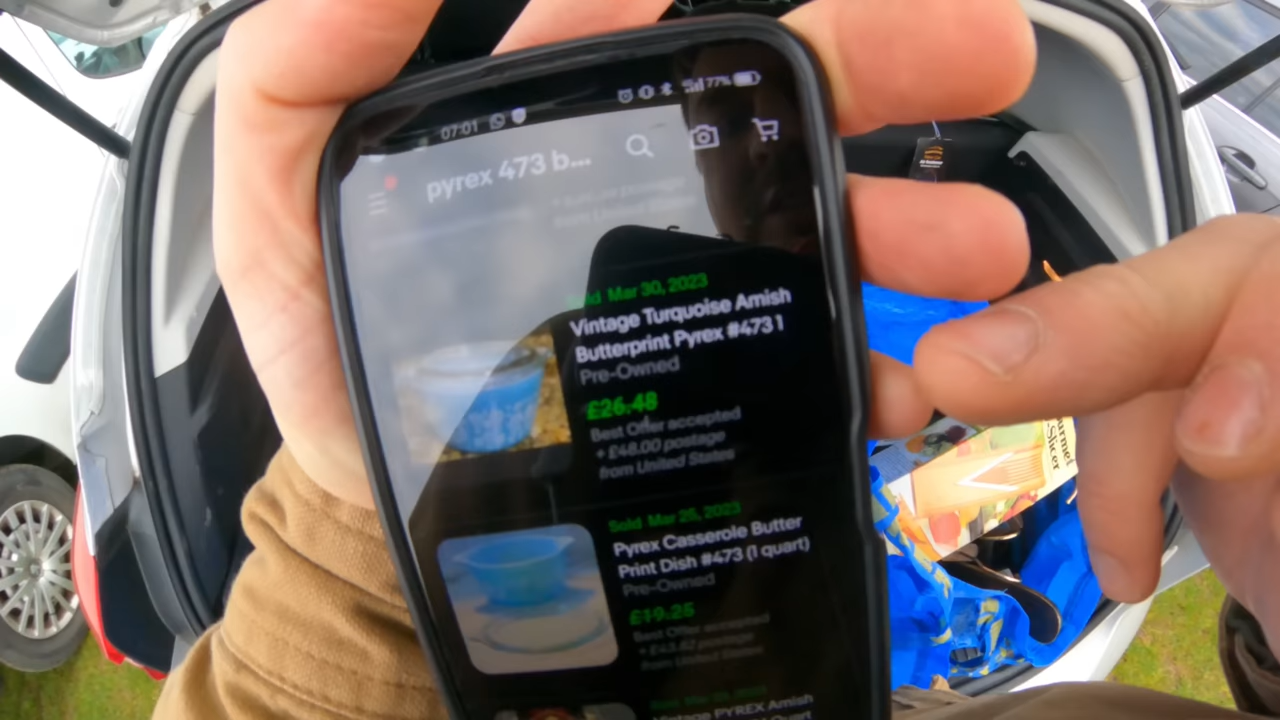 07:01
77%
pyrex 473 b...
Sold Mar 30, 2023
Vintage Turquoise Amish
Butterprint Pyrex #473 1
Pre-Owned
£26.48
Best Offer accepted
+ £48.00 postage
from United States
Sold Mar 25, 2023
Pyrex Casserole Butter
Print Dish #473 (1 quart)
Pre-Owned
£19.25
Best Offer accepted
postage
from United States
Vintage PYREX Amish
Quart
Slicer